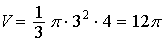 V = 1/3 π · 3² · 4 = 12π